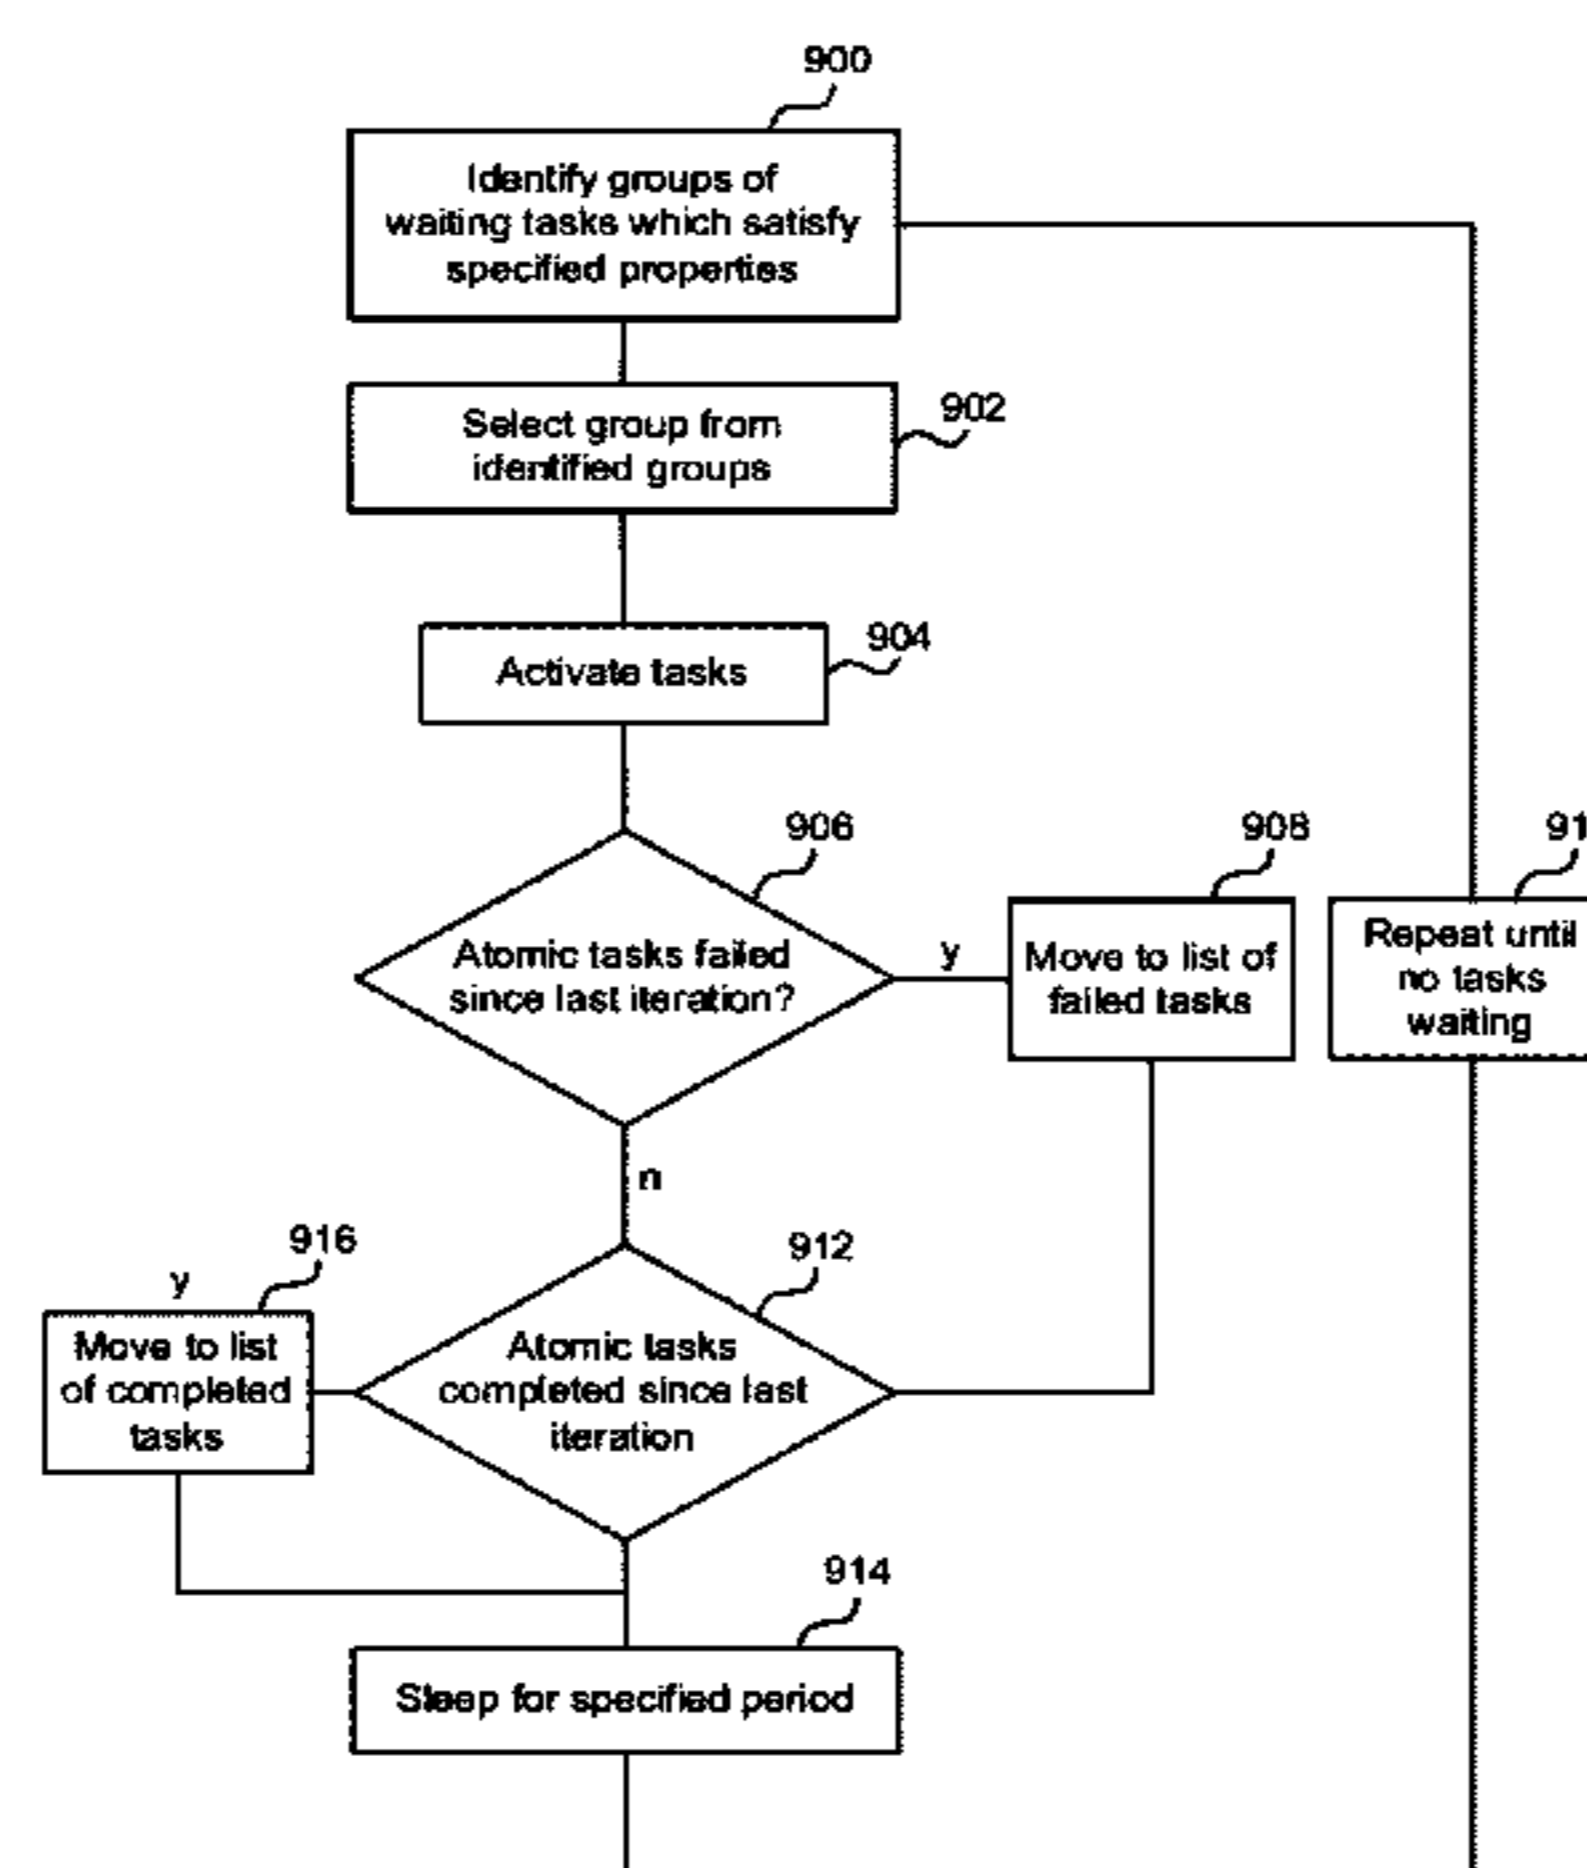 900
Identify groups of
waiting tasks which satisfy
specified properties
Select group from
identified groups
902
Activate tasks
904
906
Atomic tasks failed
since last iteration?
y
908
Move to list of
failed tasks
91
Repeat until
no tasks
waiting
n
916
y
Move to list
of completed
tasks
912
Atomic tasks
completed since last
iteration
914
Sleep for specified period